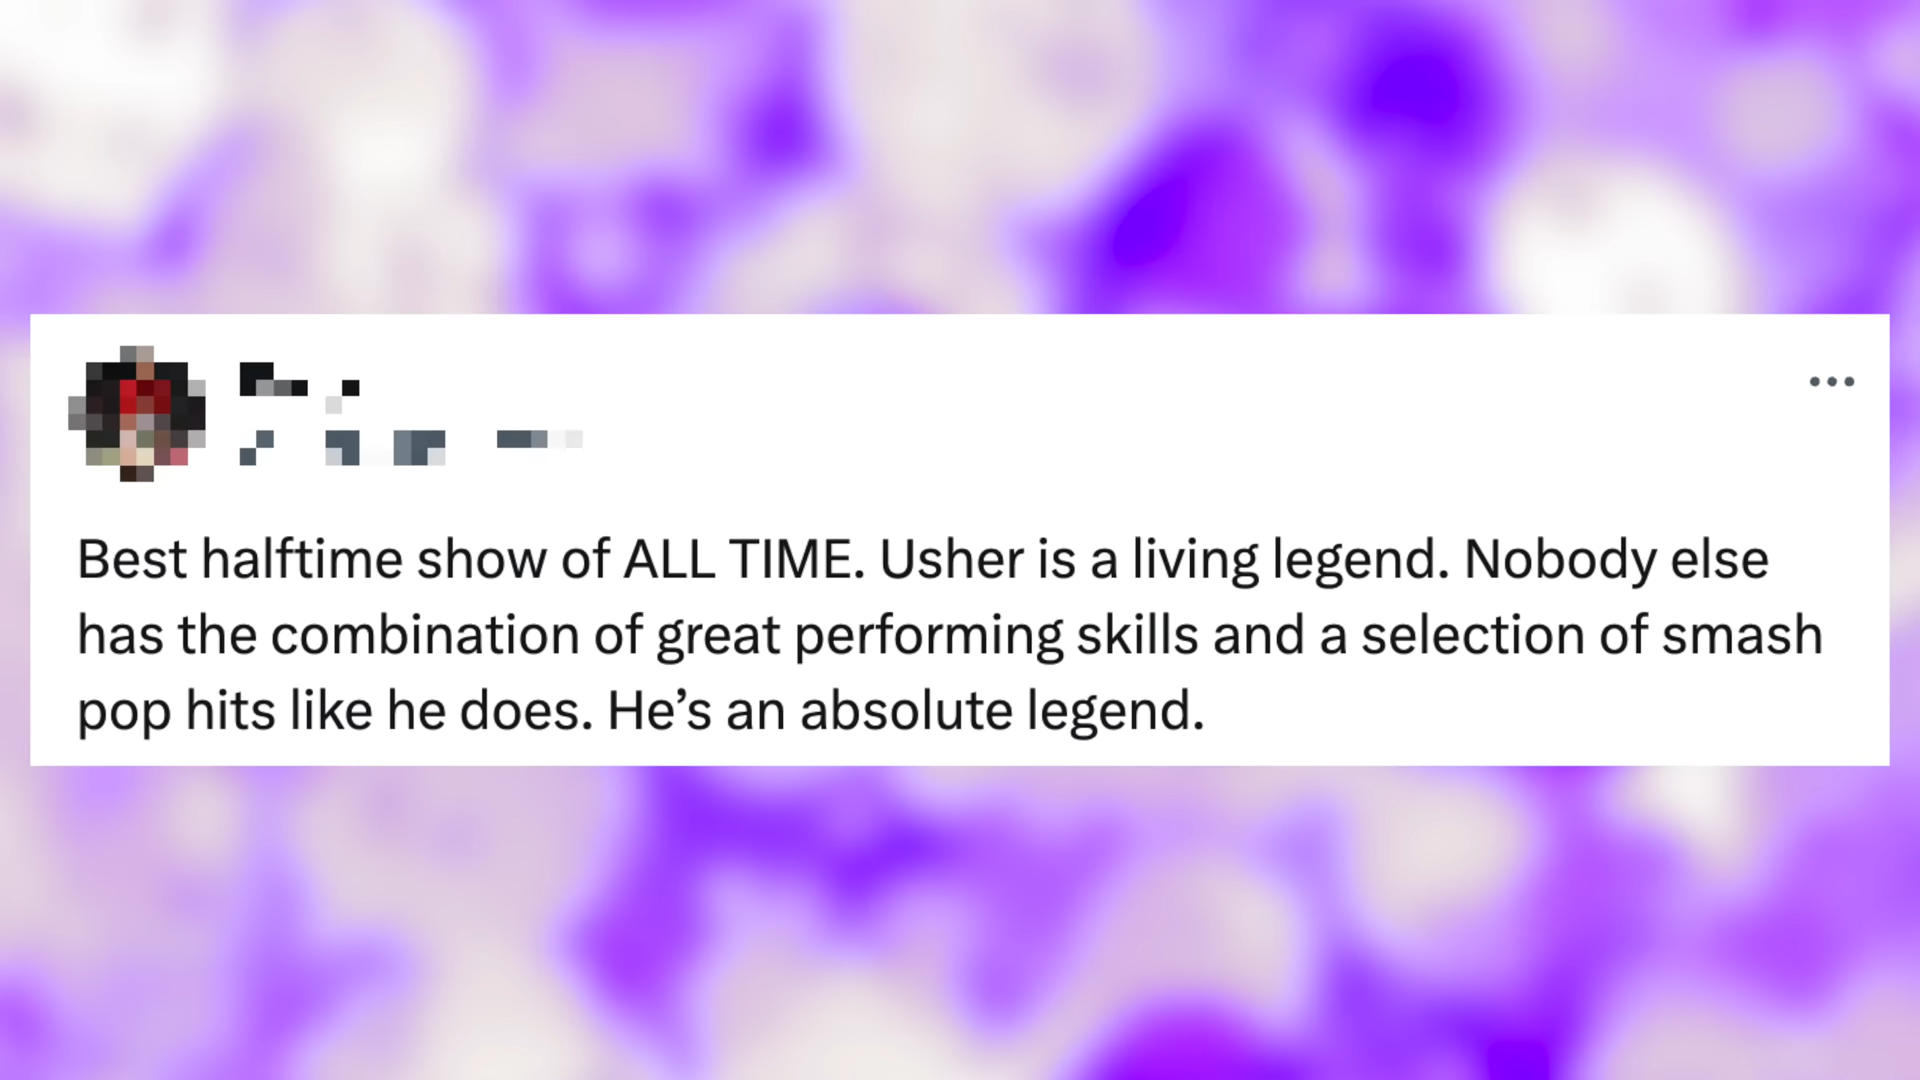 Best halftime show of ALL TIME. Usher is a living legend. Nobody else
has the combination of great performing skills and a selection of smash
pop hits like he does. He’s an absolute legend.